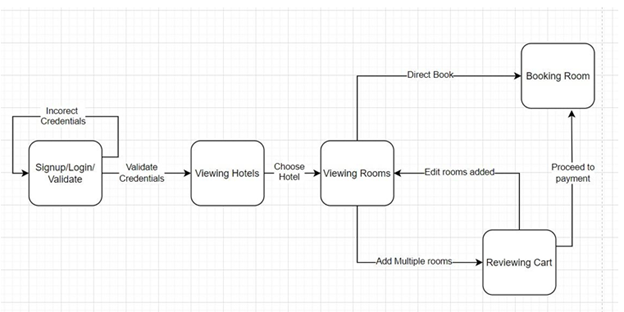 Direct Book
Booking Room
Incorect
Credentials
Signup/Login/
Validate
Validate
Credentials
Viewing Hotels
Choose
Hotel
Viewing Rooms
Edit rooms added
Proceed to
payment
Add Multiple rooms
Reviewing Cart